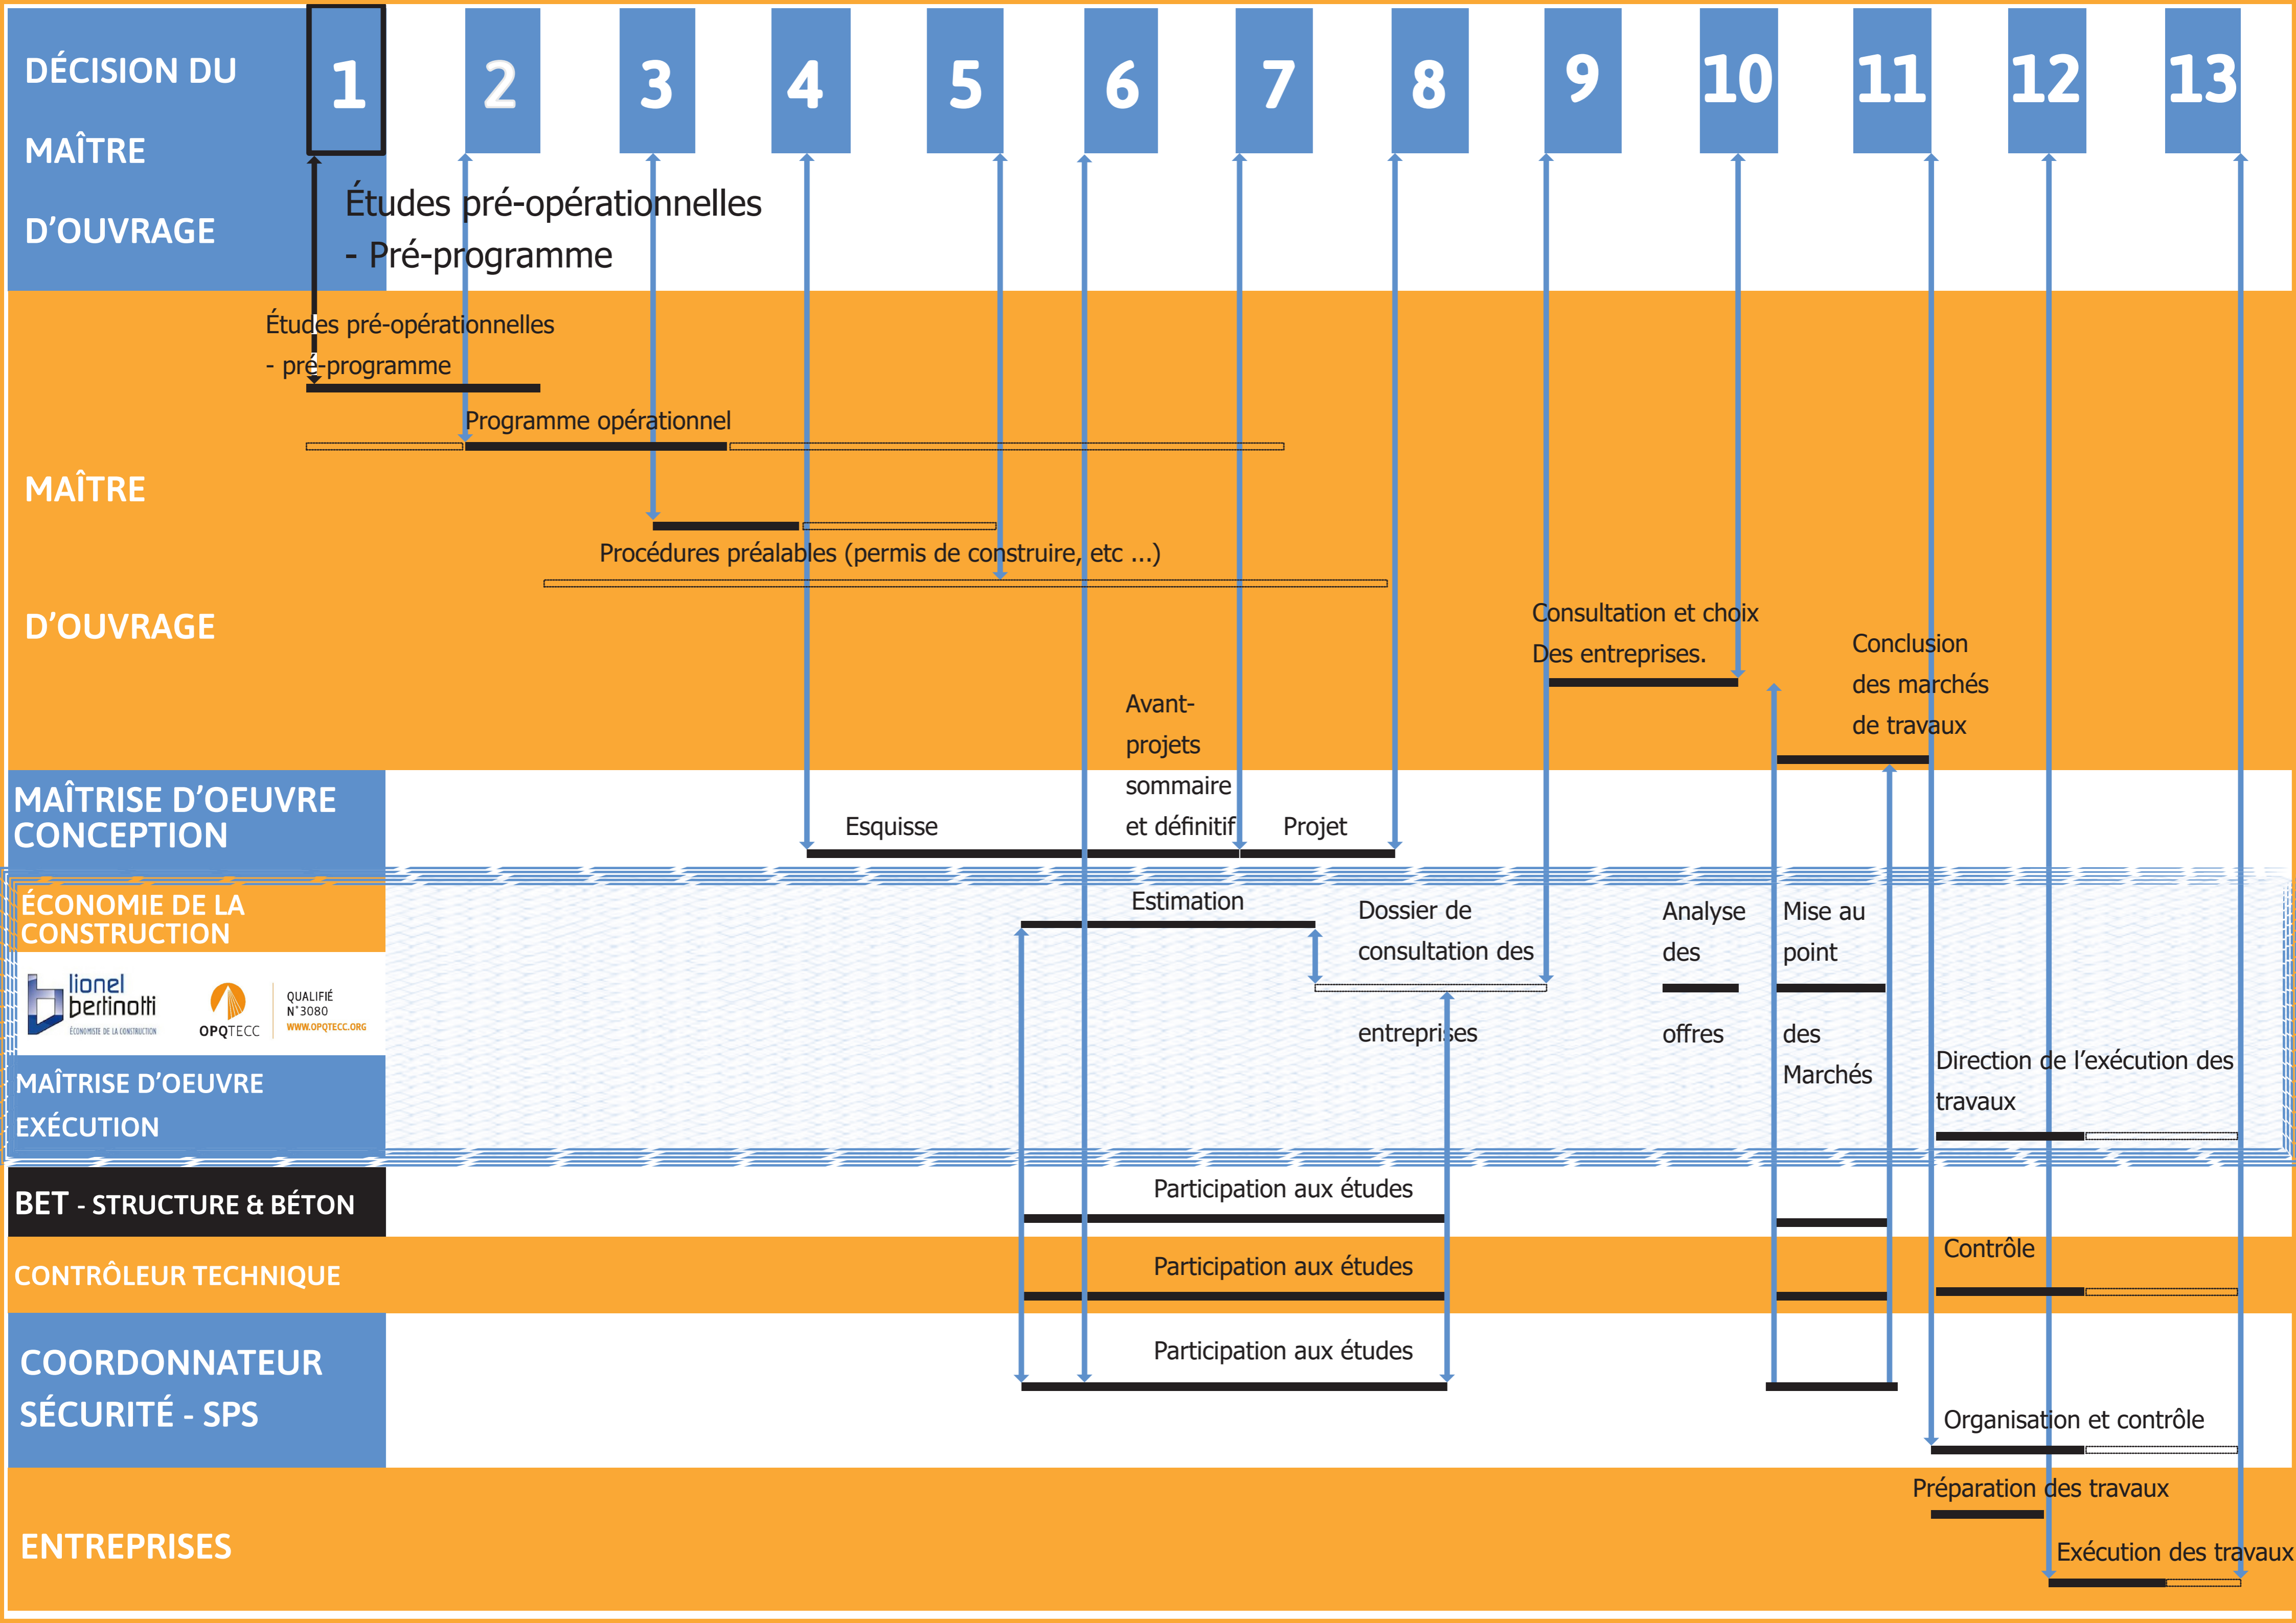 DÉCISION DU
MAÎTRE
D'OUVRAGE
1
2
3
4
5
6
7
8
9
10
11
12
13
Études pré-opérationnelles
- Pré-programme
MAÎTRE
D'OUVRAGE
Études pré-opérationnelles
- pré-programme
Programme opérationnel
Procédures préalables (permis de construire, etc ...)
Consultation et choix
Des entreprises.
Conclusion
des marchés
de travaux
MAÎTRISE D'OEUVRE
CONCEPTION
Esquisse
Avant-
projets
sommaire
et définitif
Projet
ÉCONOMIE DE LA
CONSTRUCTION
lionel
bertinotti
ÉCONOMISTE DE LA CONSTRUCTION
OPQTECC
QUALIFIÉ
N°3080
WWW.OPQTECC.ORG
Estimation
Dossier de
consultation des
entreprises
Analyse
des
offres
Mise au
point
des
Marchés
MAÎTRISE D'OEUVRE
EXÉCUTION
Direction de l'exécution des
travaux
BET - STRUCTURE & BÉTON
Participation aux études
CONTRÔLEUR TECHNIQUE
Participation aux études
Contrôle
COORDONNATEUR
SÉCURITÉ - SPS
Participation aux études
Organisation et contrôle
ENTREPRISES
Préparation des travaux
Exécution des travaux